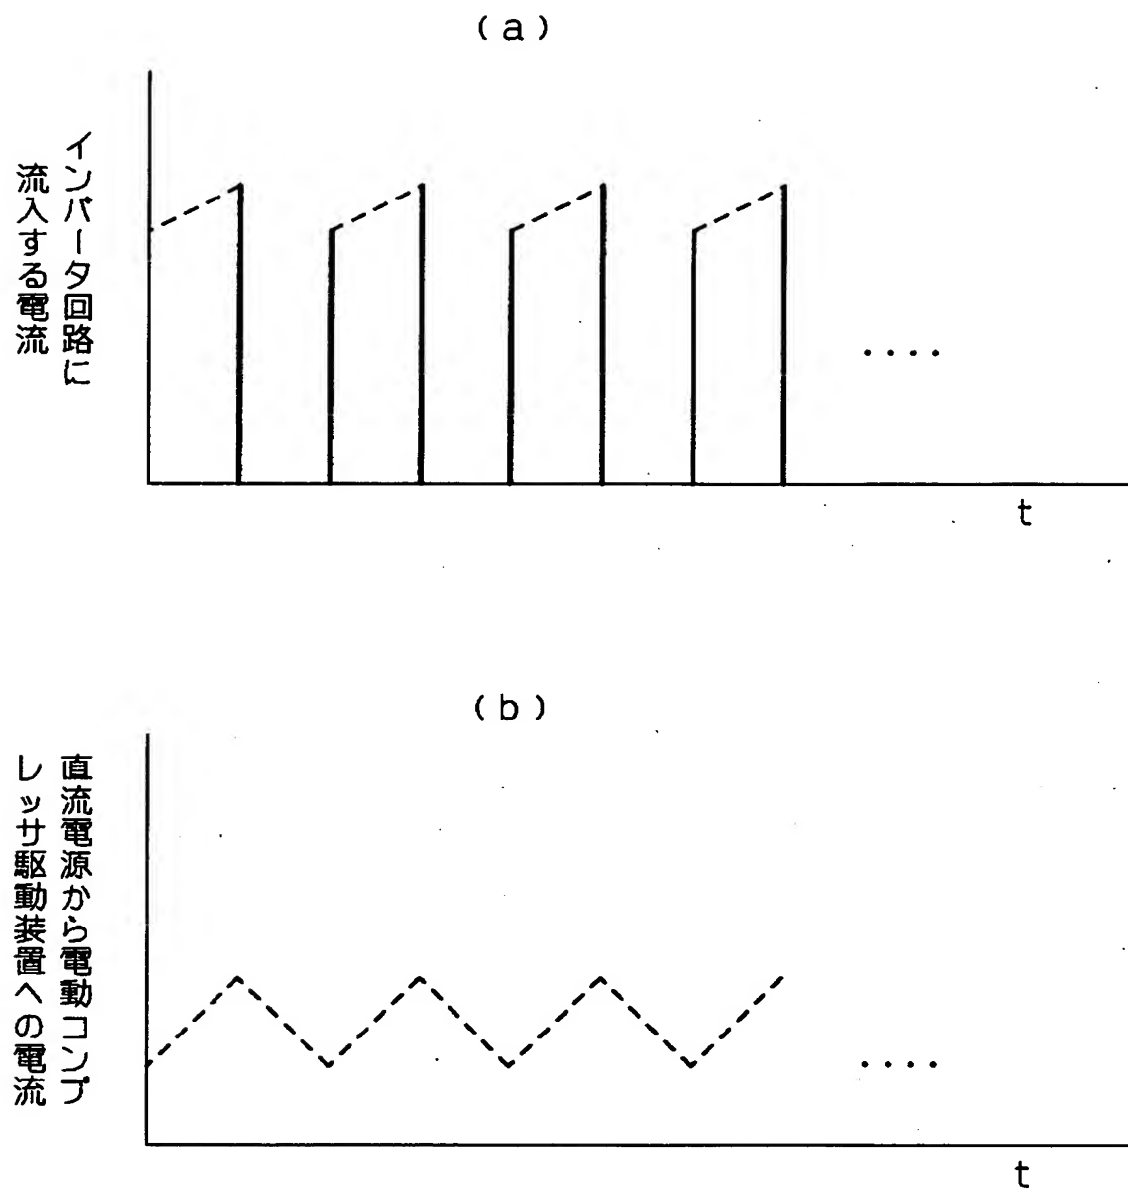 (a)
インバータ回路に
流入する電流
‥‥
t
(b)
直流電源から電動コンプ
レッサ駆動装置への電流
‥‥
t